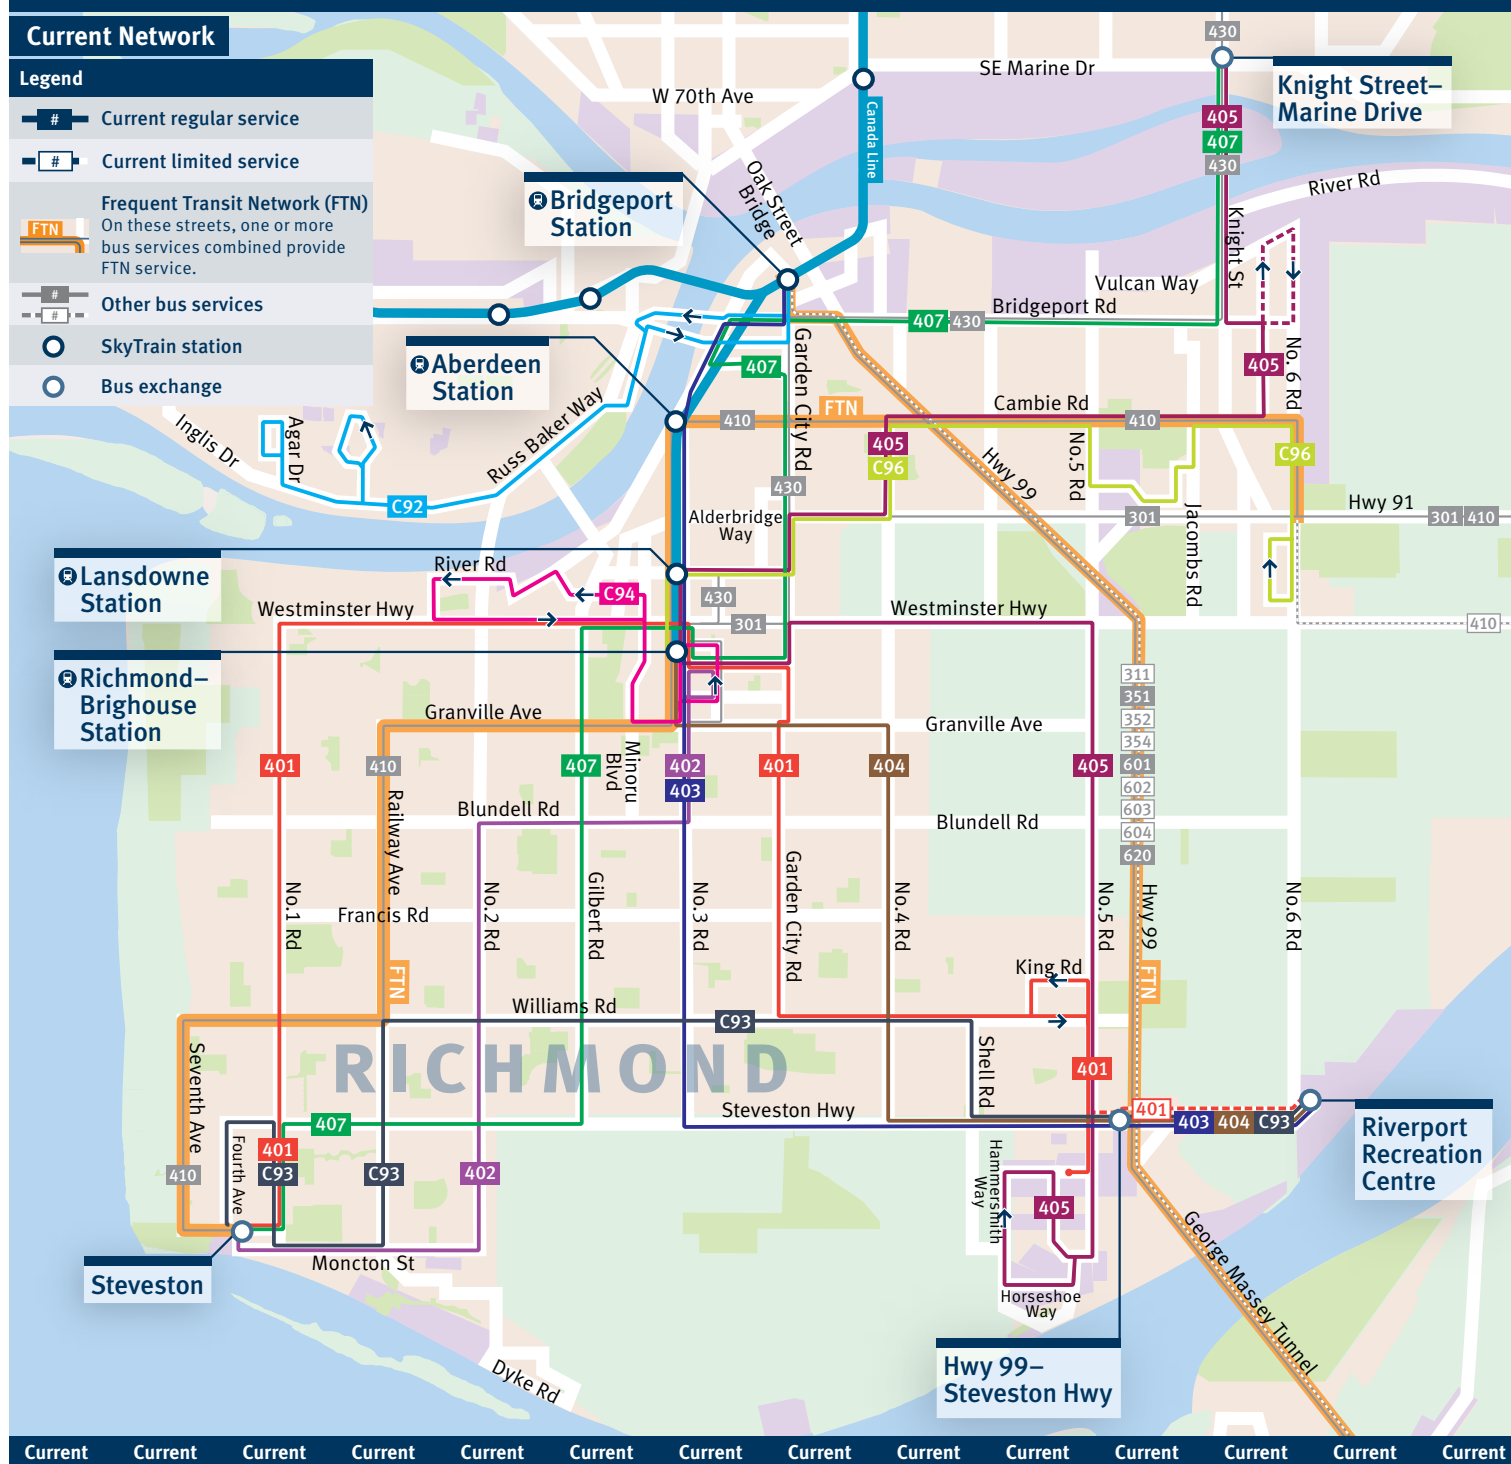 Current Network
Legend
#
Current regular service
#
Current limited service
Frequent Transit Network (FTN)
FTN
On these streets, one or more
bus services combined provide
FTN service.
#
#
Other bus services
SkyTrain station
Bus exchange
430
SE Marine Dr
Knight Street–
Marine Drive
W 70th Ave
Canada Line
405
407
430
Oak Street
Bridge
River Rd
Bridgeport
Station
Knight St
Vulcan Way
Bridgeport Rd
407 430
Aberdeen
Station
407
Garden City Rd
405
No. 6 Rd
FTN
410
Cambie Rd
410
Russ Baker Way
Inglis Dr
Agar Dr
405
C96
No.5 Rd
C96
Hwy 99
C92
430
Alderbridge
Way
301
Jacombs Rd
Hwy 91
301 410
Lansdowne
Station
River Rd
C94
430
Westminster Hwy
301
Westminster Hwy
410
Richmond–
Brighouse
Station
311
351
352
354
601
602
603
604
620
Granville Ave
Granville Ave
401
410
407
Minoru
Blvd
402
403
401
404
405
Railway Ave
Blundell Rd
Blundell Rd
No.1 Rd
Francis Rd
No.2 Rd
Gilbert Rd
No.3 Rd
Garden City Rd
No.4 Rd
No.5 Rd
Hwy 99
No.6 Rd
FTN
King Rd
FTN
Williams Rd
C93
RICHMOND
Seventh Ave
Shell Rd
401
Steveston Hwy
401
403 404 C93
407
Riverport
Recreation
Centre
Fourth Ave
401
C93
410
C93
402
Hammersmith
Way
405
Steveston
Moncton St
George Massey Tunnel
Horseshoe
Way
Dyke Rd
Hwy 99–
Steveston Hwy
Current Current Current Current Current Current Current Current Current Current Current Current Current Current